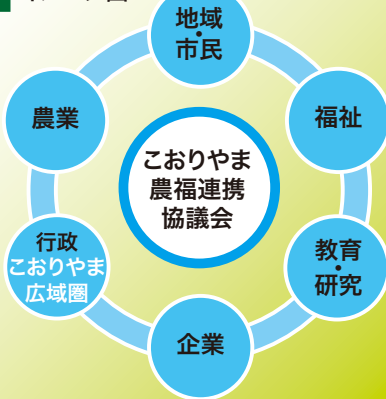 地域・
市民
農業
福祉
こおりやま
農福連携
協議会
行政
こおりやま
広域圏
教育・
研究
企業